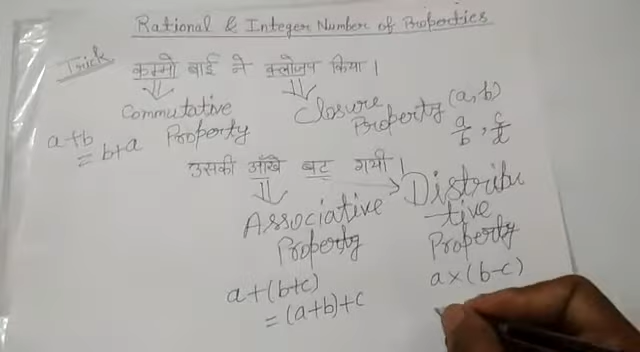 Rational & Integer Number of Properties
Trick
कम्मो बाई ने क्लोजप किया।
Commutative Property
a+b
= b+a
Closure Property (a, b)
a/b , c/d
उसकी आँखे बट गयी।
Associative
Property
a+(b+c)
= (a+b)+c
Distribu
-tive
Property
a×(b-c)